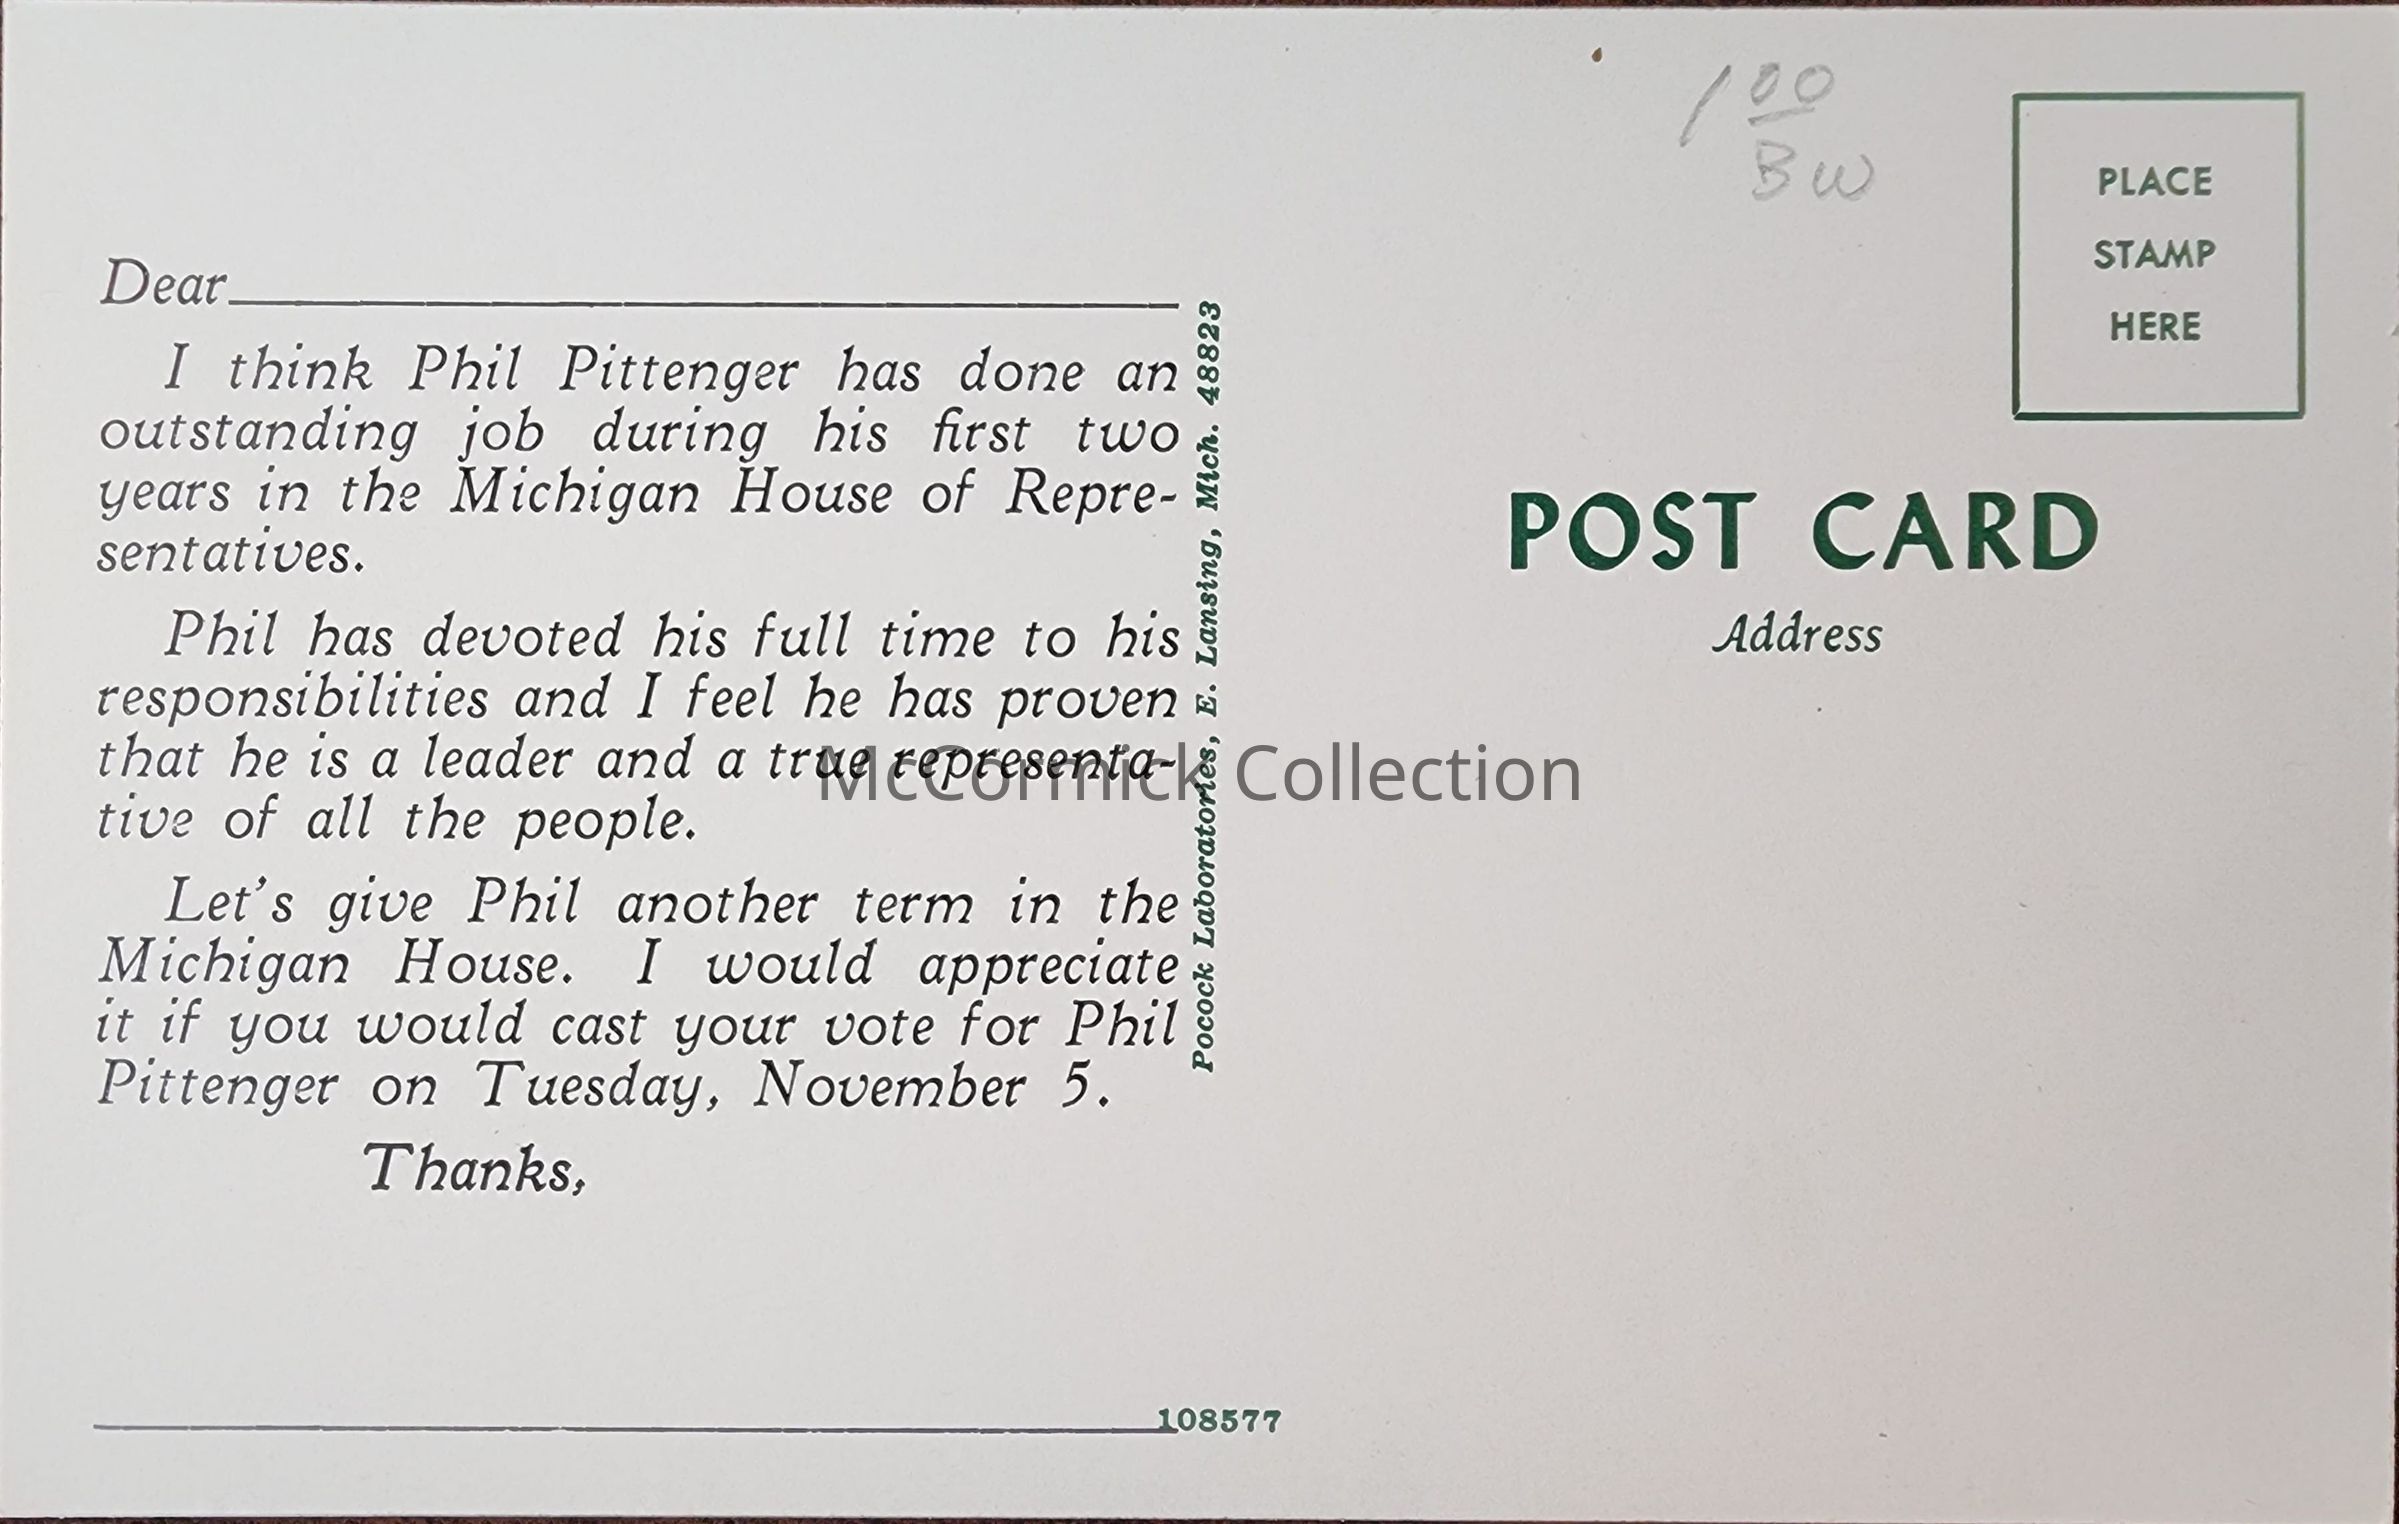 Dear
I think Phil Pittenger has done an
outstanding job during his first two
years in the Michigan House of Repre-
sentatives.
Phil has devoted his full time to his
responsibilities and I feel he has proven
that he is a leader and a true representa-
tive of all the people.
Let's give Phil another term in the
Michigan House. I would appreciate
it if you would cast your vote for Phil
Pittenger on Tuesday, November 5.
Thanks,
Pocock Laboratories, E. Lansing, Mich. 48823
108577
1 00
BW
PLACE
STAMP
HERE
POST CARD
Address
McCormick Collection